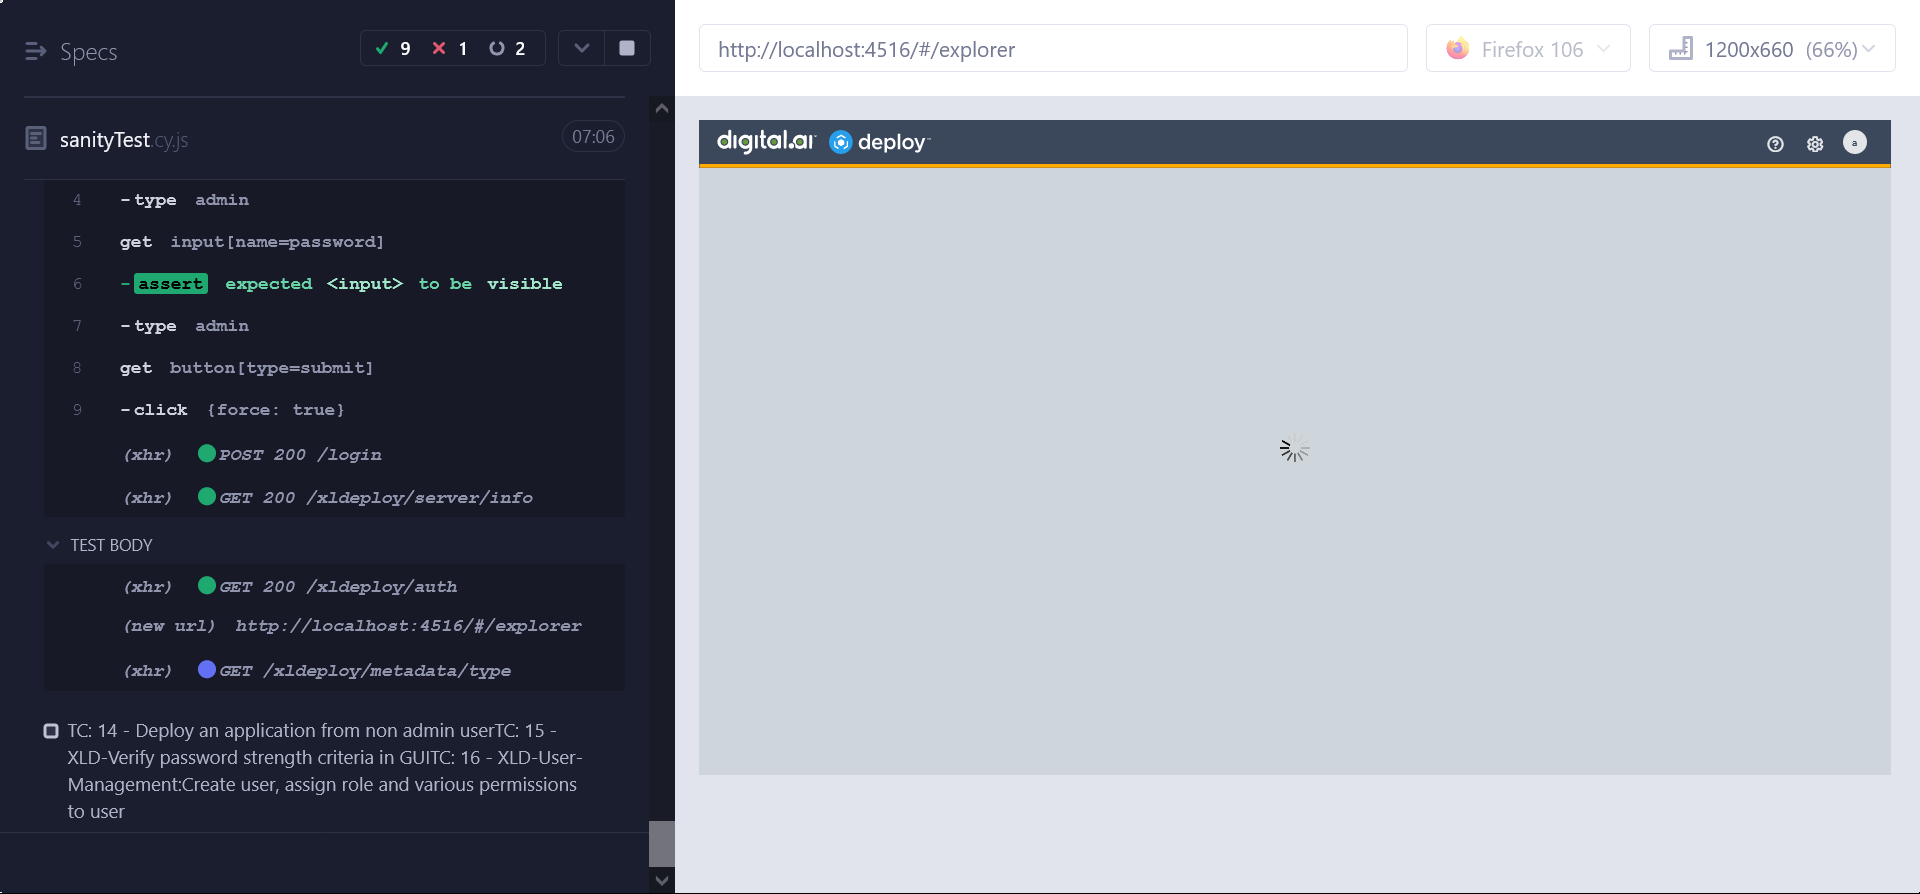 Specs
9 1 2
http://localhost:4516/#/explorer
Firefox 106
1200x660 (66%)
sanityTest.cy.js
07:06
digital.ai deploy™
a
4 -type admin
5 get input[name=password]
6 -assert expected <input> to be visible
7 -type admin
8 get button[type=submit]
9 -click {force: true}
(xhr) POST 200 /login
(xhr) GET 200 /xldeploy/server/info
TEST BODY
(xhr) GET 200 /xldeploy/auth
(new url) http://localhost:4516/#/explorer
(xhr) GET /xldeploy/metadata/type
TC: 14 - Deploy an application from non admin userTC: 15 -
XLD-Verify password strength criteria in GUITC: 16 - XLD-User-
Management:Create user, assign role and various permissions
to user